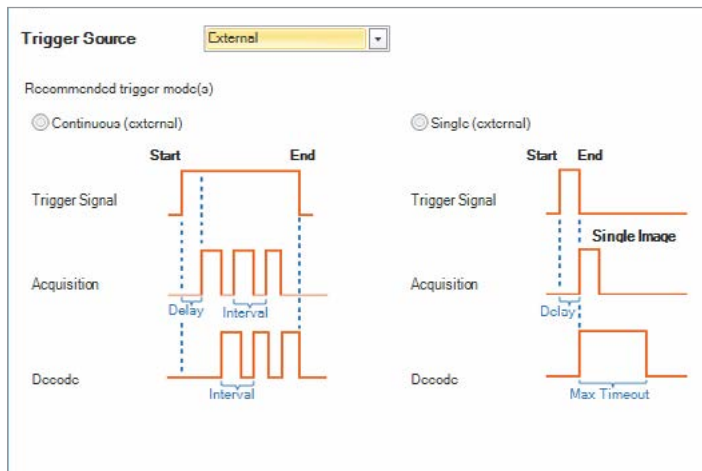 Trigger Source
External
Recommended trigger mode(s)
Continuous (external)
Start
End
Trigger Signal
Acquisition
Delay
Interval
Decode
Interval
Single (external)
Start
End
Trigger Signal
Single Image
Acquisition
Delay
Decode
Max Timeout